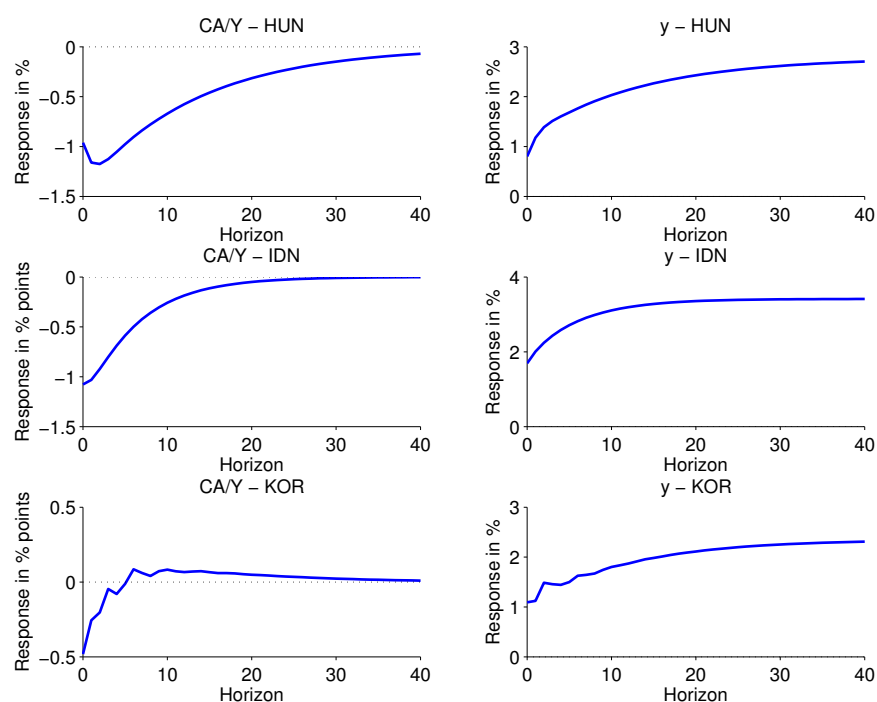 CA/Y − HUN
Response in %
0
−0.5
−1
−1.5
0 10 20 30 40
Horizon
y − HUN
Response in %
3
2
1
0
0 10 20 30 40
Horizon
CA/Y − IDN
Response in % points
0
−0.5
−1
−1.5
0 10 20 30 40
Horizon
y − IDN
Response in %
4
2
0
0 10 20 30 40
Horizon
CA/Y − KOR
Response in % points
0.5
0
−0.5
0 10 20 30 40
Horizon
y − KOR
Response in %
3
2
1
0
0 10 20 30 40
Horizon